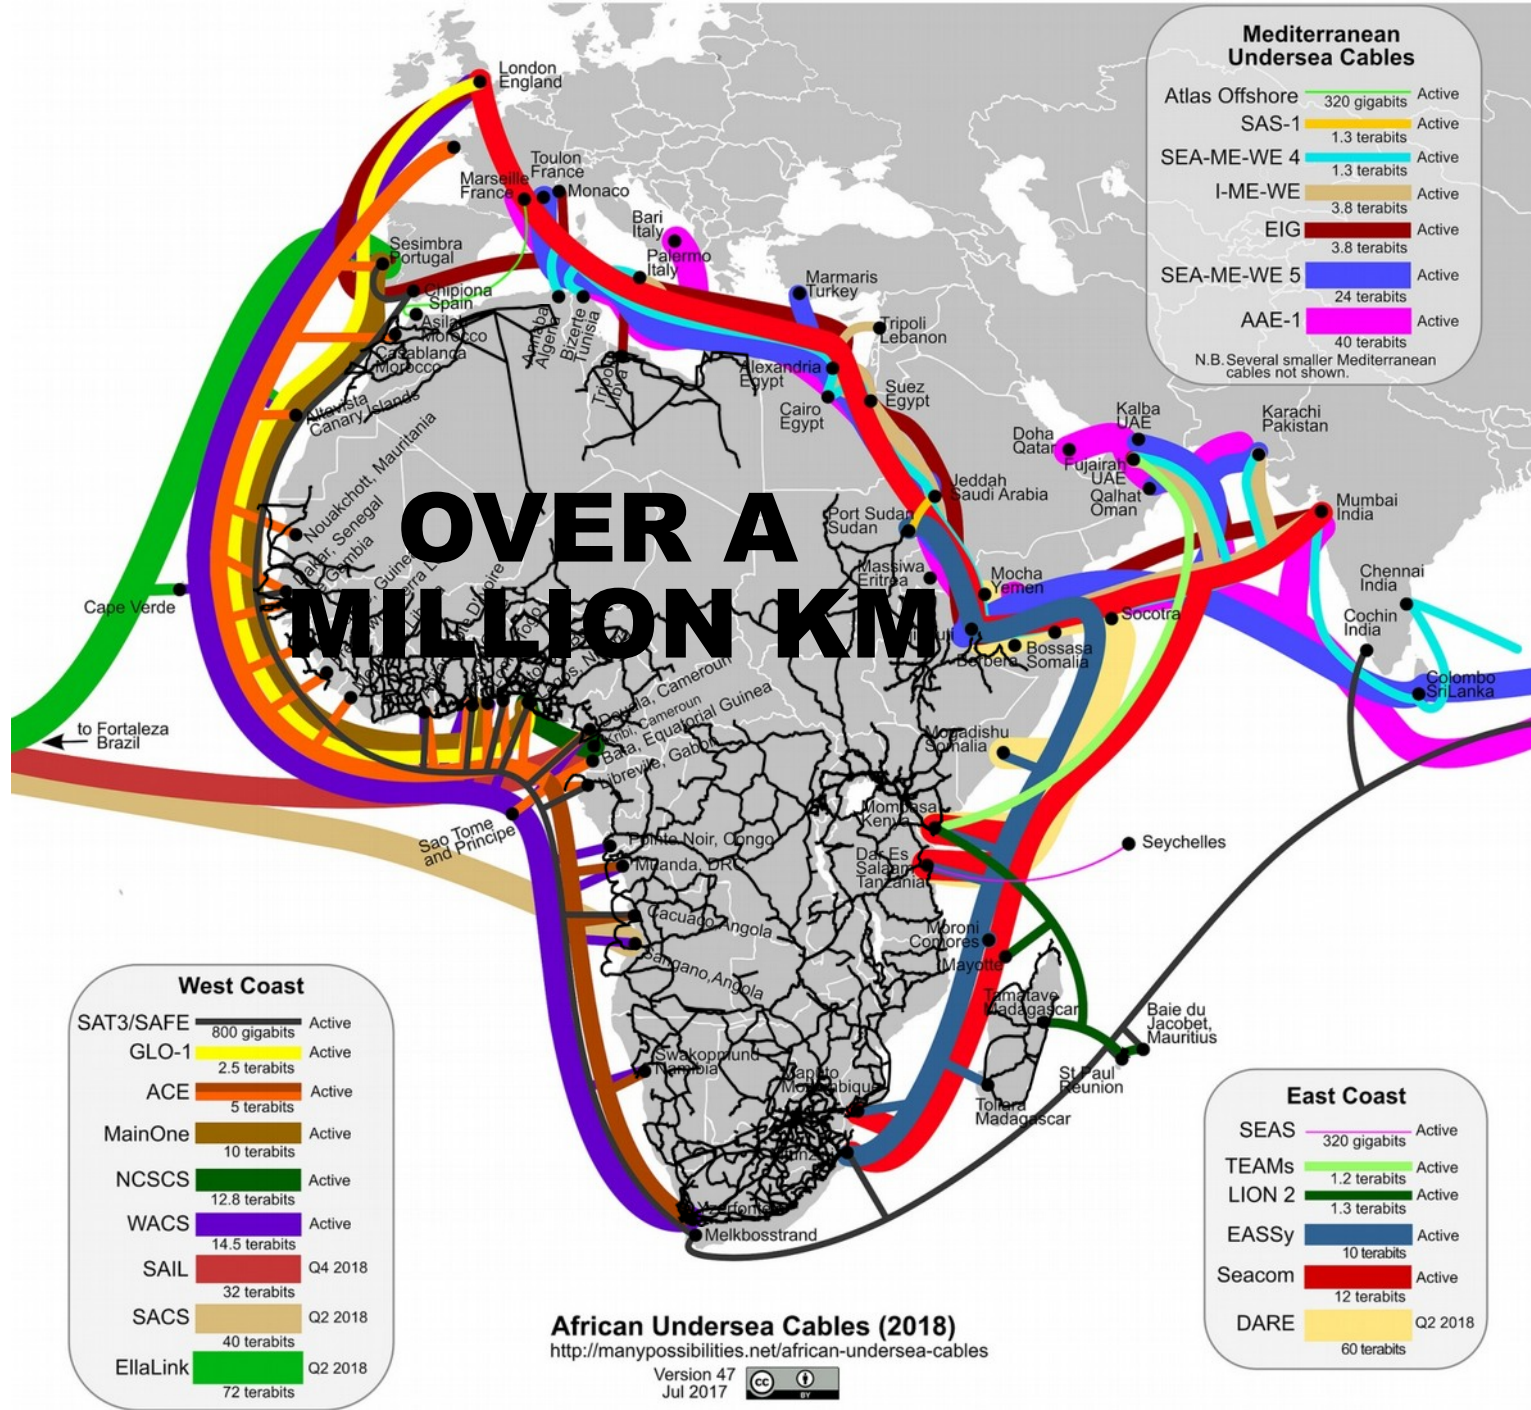 London
England
Toulon
France
Marseille
France
Monaco
Bari
Italy
Palermo
Italy
Sesimbra
Portugal
Chipiona
Spain
Asilah
Morocco
Casablanca
Morocco
Annaba
Algeria
Bizerte
Tunisia
Tripoli
Libya
Marmaris
Turkey
Tripoli
Lebanon
Alexandria
Egypt
Suez
Egypt
Cairo
Egypt
Altavista
Canary Islands
Nouakchott, Mauritania
Dakar, Senegal
Gambia
OVER A
MILLION KM
Jeddah
Saudi Arabia
Port Sudan
Sudan
Massiwa
Eritrea
Mocha
Yemen
Doha
Qatar
Kalba
UAE
Fujairah
UAE
Qalhat
Oman
Karachi
Pakistan
Mumbai
India
Chennai
India
Cochin
India
Colombo
SriLanka
Socotra
Bossasa
Somalia
Berbera
Cape Verde
to Fortaleza
Brazil
Douala, Cameroun
Kribi, Cameroun
Bata, Equatorial Guinea
Libreville, Gabon
Sao Tome
and Principe
Pointe Noir, Congo
Muanda, DRC
Cacuaco,Angola
Sangano,Angola
Mogadishu
Somalia
Mombasa
Kenya
Dar Es
Salaam
Tanzania
Seychelles
Moroni
Comores
Mayotte
Tamatave
Madagascar
Baie du
Jacobet,
Mauritius
St Paul
Reunion
Toliara
Madagascar
Swakopmund
Namibia
Maputo
Mozambique
Yzerfontein
Melkbosstrand
Mediterranean
Undersea Cables
Atlas Offshore Active
320 gigabits
SAS-1 Active
1.3 terabits
SEA-ME-WE 4 Active
1.3 terabits
I-ME-WE Active
3.8 terabits
EIG Active
3.8 terabits
SEA-ME-WE 5 Active
24 terabits
AAE-1 Active
40 terabits
N.B. Several smaller Mediterranean
cables not shown.
West Coast
SAT3/SAFE Active
800 gigabits
GLO-1 Active
2.5 terabits
ACE Active
5 terabits
MainOne Active
10 terabits
NCSCS Active
12.8 terabits
WACS Active
14.5 terabits
SAIL Q4 2018
32 terabits
SACS Q2 2018
40 terabits
EllaLink Q2 2018
72 terabits
East Coast
SEAS Active
320 gigabits
TEAMs Active
1.2 terabits
LION 2 Active
1.3 terabits
EASSy Active
10 terabits
Seacom Active
12 terabits
DARE Q2 2018
60 terabits
African Undersea Cables (2018)
http://manypossibilities.net/african-undersea-cables
Version 47
Jul 2017
cc
BY